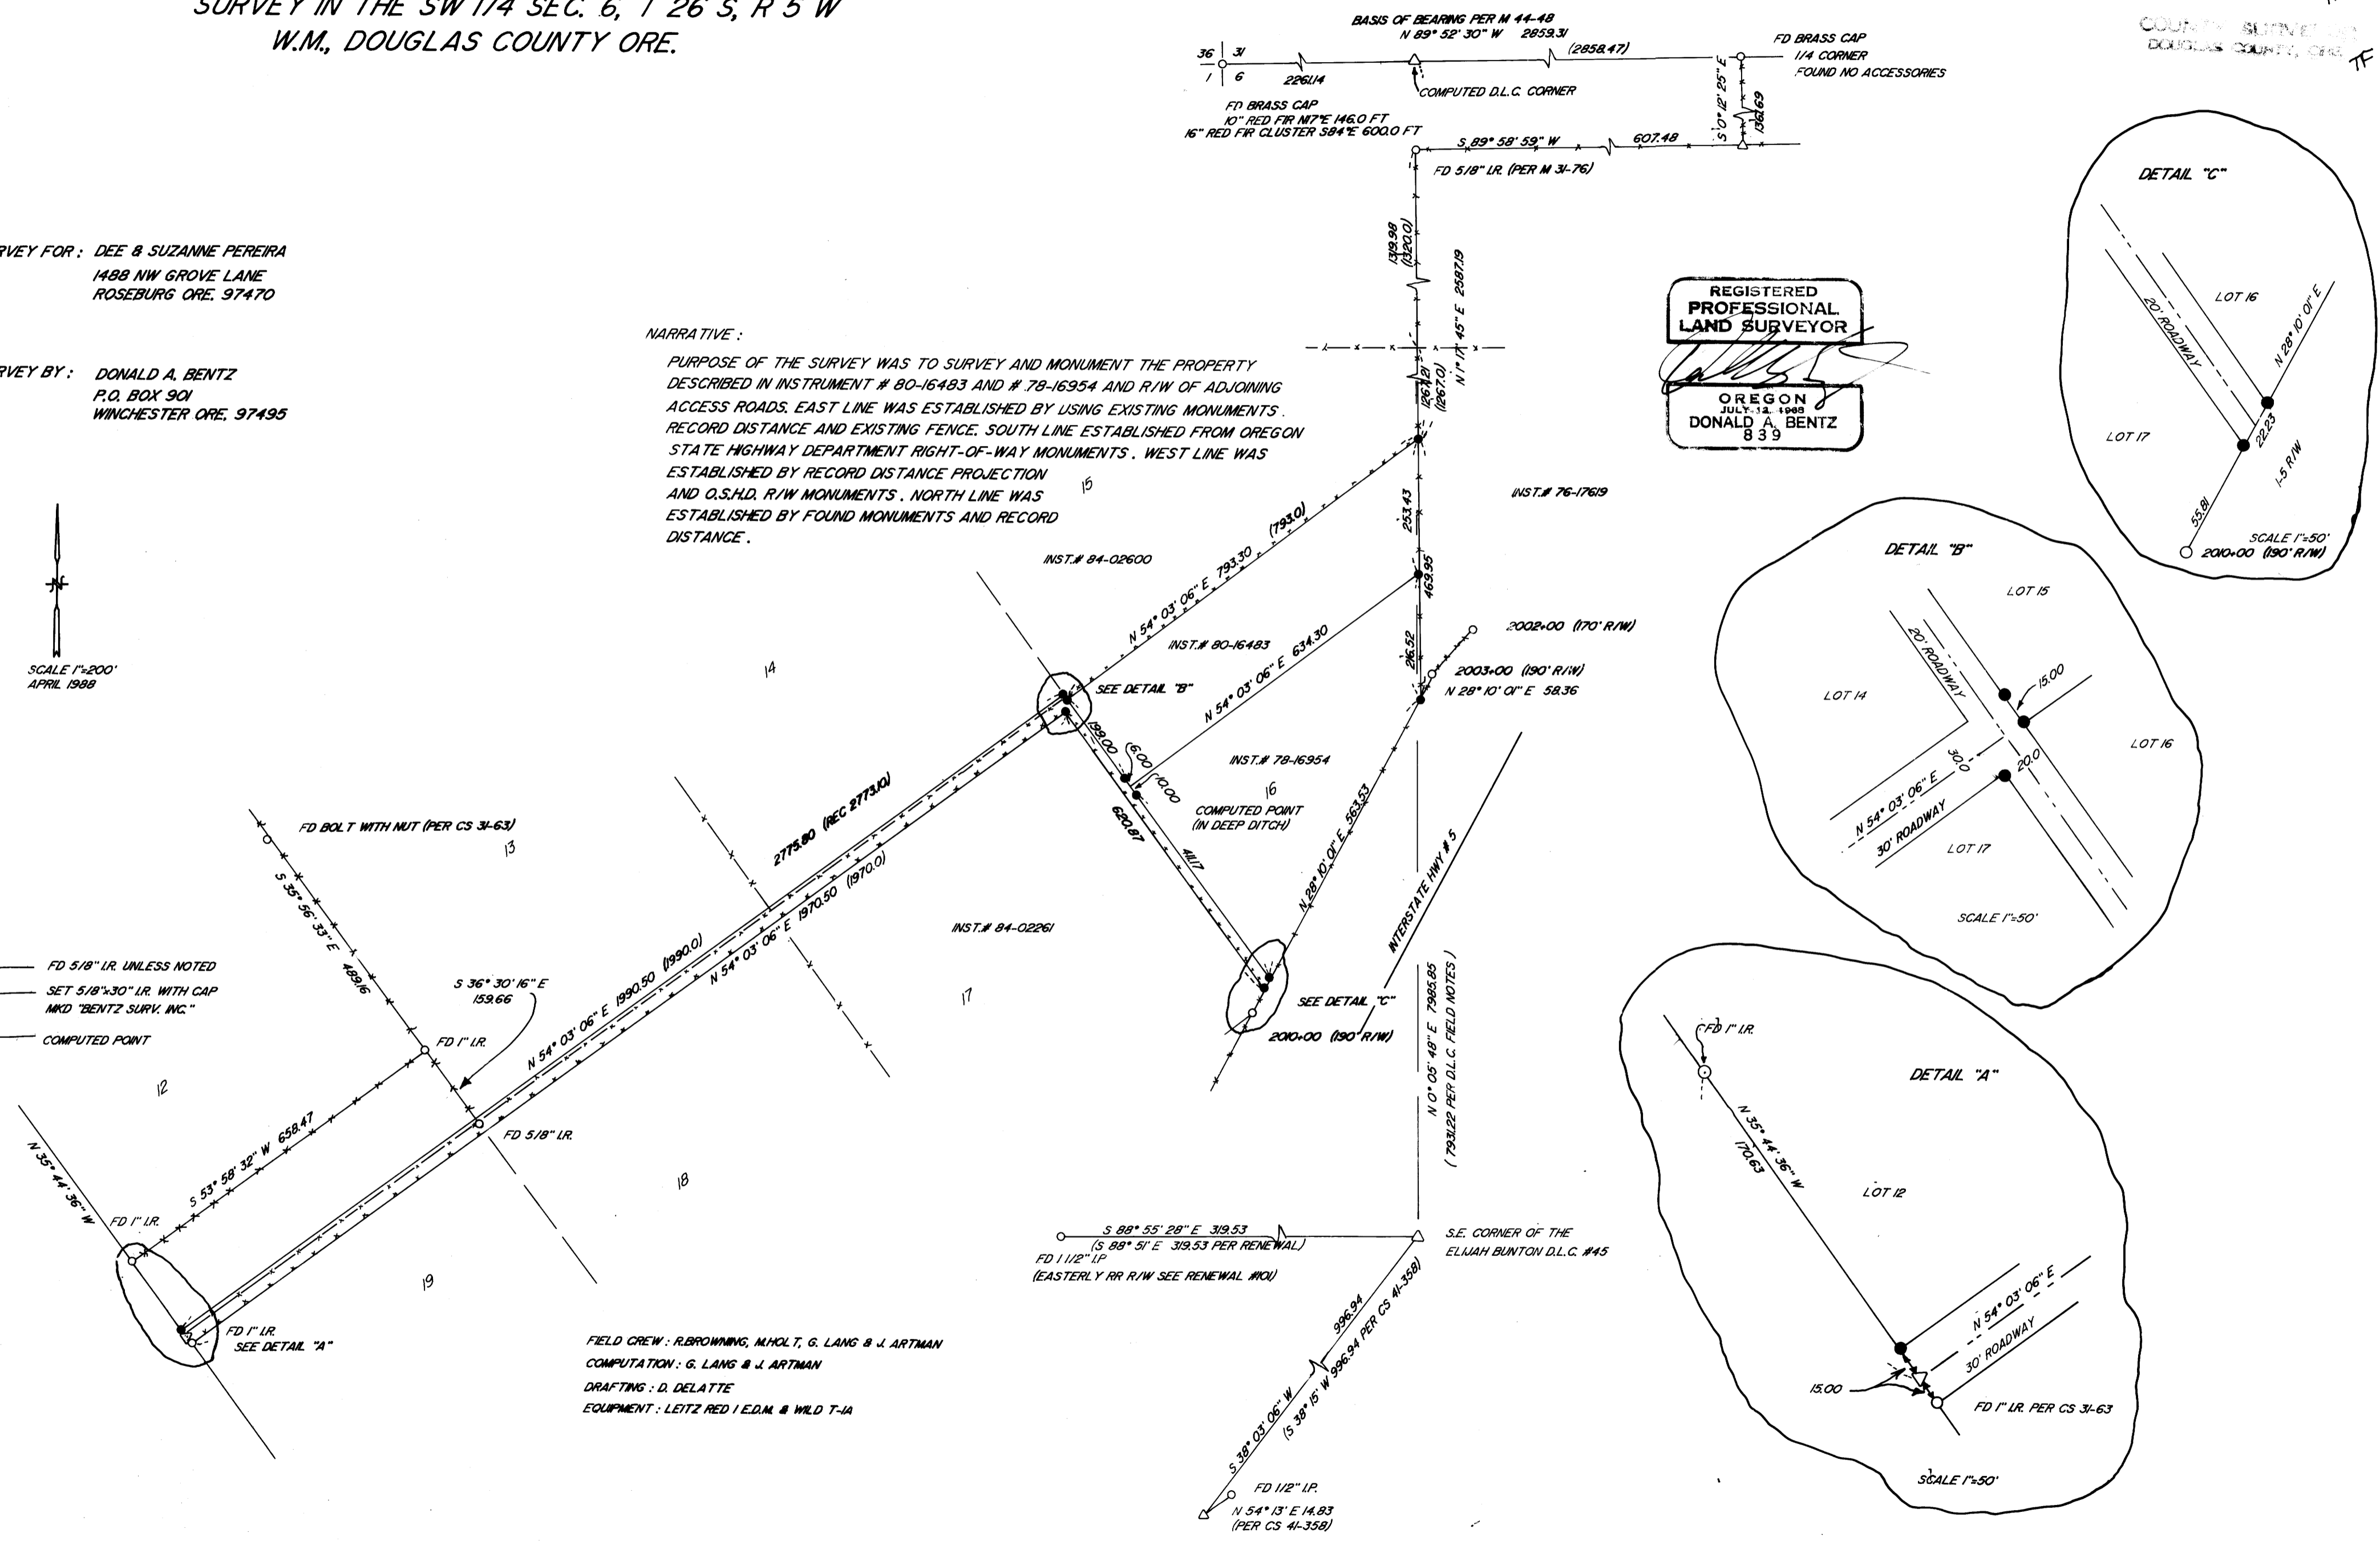 SURVEY IN THE SW 1/4 SEC. 6, T 26 S, R 5 W
W.M., DOUGLAS COUNTY ORE.
COUNTY SURVEYOR
DOUGLAS COUNTY, ORE.
TF
BASIS OF BEARING PER M 44-48
N 89° 52' 30" W 2859.31
(2858.47)
36 31
1 6
2261.14
COMPUTED D.L.C. CORNER
FD BRASS CAP
1/4 CORNER
FOUND NO ACCESSORIES
FD BRASS CAP
10" RED FIR N17°E 146.0 FT
16" RED FIR CLUSTER S84°E 600.0 FT
S 0° 12' 25" E
1361.69
S 89° 58' 59" W 607.48
FD 5/8" I.R. (PER M 31-76)
1319.98
(1320.0)
N 1° 17' 45" E 2587.19
1267.21
(1267.0)
RVEY FOR : DEE & SUZANNE PEREIRA
1488 NW GROVE LANE
ROSEBURG ORE. 97470
RVEY BY : DONALD A. BENTZ
P.O. BOX 901
WINCHESTER ORE. 97495
N
SCALE 1"=200'
APRIL 1988
NARRATIVE :
PURPOSE OF THE SURVEY WAS TO SURVEY AND MONUMENT THE PROPERTY
DESCRIBED IN INSTRUMENT # 80-16483 AND # 78-16954 AND R/W OF ADJOINING
ACCESS ROADS. EAST LINE WAS ESTABLISHED BY USING EXISTING MONUMENTS .
RECORD DISTANCE AND EXISTING FENCE. SOUTH LINE ESTABLISHED FROM OREGON
STATE HIGHWAY DEPARTMENT RIGHT-OF-WAY MONUMENTS . WEST LINE WAS
ESTABLISHED BY RECORD DISTANCE PROJECTION
AND O.S.H.D. R/W MONUMENTS . NORTH LINE WAS
ESTABLISHED BY FOUND MONUMENTS AND RECORD
DISTANCE .
REGISTERED
PROFESSIONAL
LAND SURVEYOR
OREGON
JULY 12, 1968
DONALD A. BENTZ
839
15
INST.# 84-02600
N 54° 03' 06" E 793.30 (793.0)
253.43
469.95
216.52
INST.# 76-17619
INST.# 80-16483
N 54° 03' 06" E 634.30
2002+00 (170' R/W)
2003+00 (190' R/W)
N 28° 10' 01" E 58.36
14
SEE DETAIL "B"
199.00
6.00
10.00
INST.# 78-16954
16
COMPUTED POINT
(IN DEEP DITCH)
620.87
411.17
N 28° 10' 01" E 563.53
INTERSTATE HWY # 5
2775.80 (REC 2773.10)
FD BOLT WITH NUT (PER CS 31-63)
13
S 35° 56' 33" E 489.16
N 54° 03' 06" E 1990.50 (1990.0)
N 54° 03' 06" E 1970.50 (1970.0)
INST.# 84-02261
17
S 36° 30' 16" E
159.66
FD 1" I.R.
FD 5/8" I.R.
SEE DETAIL "C"
2010+00 (190' R/W)
N 0° 05' 48" E 7985.85
( 7931.22 PER D.L.C. FIELD NOTES )
FD 5/8" I.R. UNLESS NOTED
SET 5/8"x30" I.R. WITH CAP
MKD "BENTZ SURV. INC."
COMPUTED POINT
12
N 35° 44' 36" W
S 53° 58' 32" W 658.47
FD 1" I.R.
18
19
FD 1" I.R.
SEE DETAIL "A"
S 88° 55' 28" E 319.53
(S 88° 51' E 319.53 PER RENEWAL)
FD 1 1/2" I.P.
(EASTERLY RR R/W SEE RENEWAL #101)
S.E. CORNER OF THE
ELIJAH BUNTON D.L.C. #45
S 38° 03' 06" W 996.94
(S 38° 15' W 996.94 PER CS 41-358)
FD 1/2" I.P.
N 54° 13' E 14.83
(PER CS 41-358)
FIELD CREW : R.BROWNING, M.HOLT, G. LANG & J. ARTMAN
COMPUTATION : G. LANG & J. ARTMAN
DRAFTING : D. DELATTE
EQUIPMENT : LEITZ RED 1 E.D.M. & WILD T-1A
DETAIL "C"
LOT 16
20' ROADWAY
N 28° 10' 01" E
LOT 17
22.23
I-5 R/W
55.81
SCALE 1"=50'
2010+00 (190' R/W)
DETAIL "B"
LOT 15
20' ROADWAY
LOT 14
15.00
LOT 16
30.0
20.0
N 54° 03' 06" E
30' ROADWAY
LOT 17
SCALE 1"=50'
FD 1" I.R.
DETAIL "A"
N 35° 44' 36" W
170.63
LOT 12
N 54° 03' 06" E
30' ROADWAY
15.00
FD 1" I.R. PER CS 31-63
SCALE 1"=50'